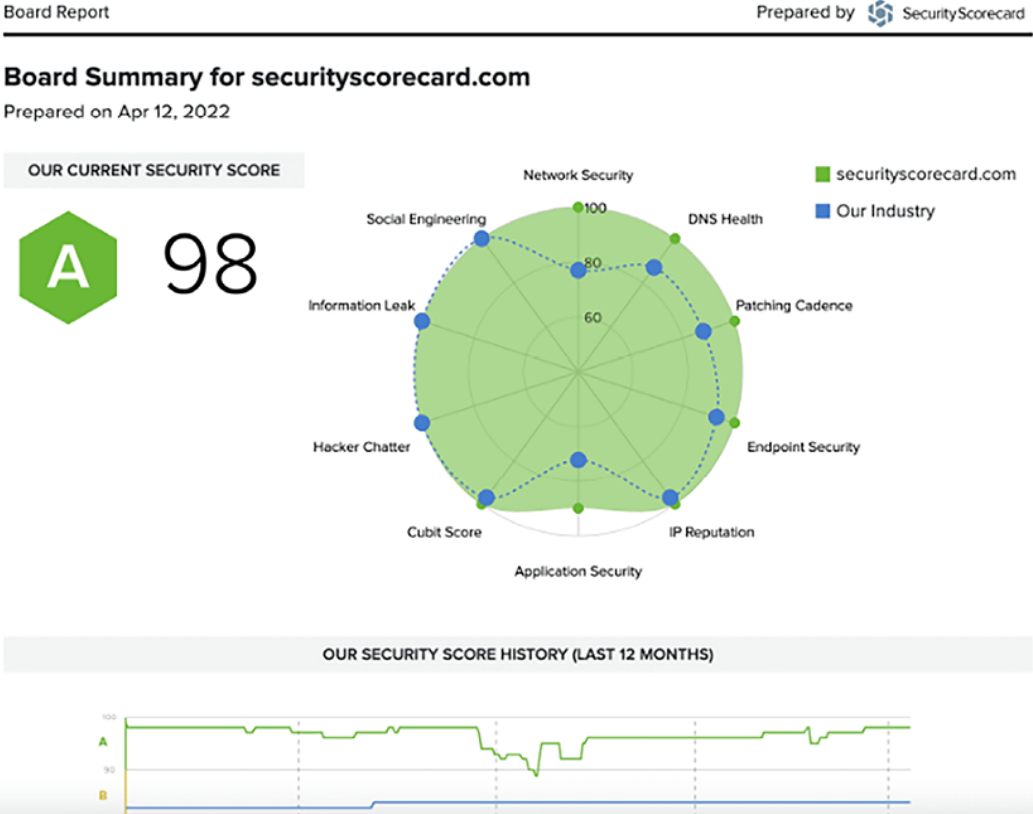 Board Report
Prepared by SecurityScorecard
Board Summary for securityscorecard.com
Prepared on Apr 12, 2022
OUR CURRENT SECURITY SCORE
A 98
securityscorecard.com
Our Industry
Network Security
100
80
60
DNS Health
Patching Cadence
Endpoint Security
IP Reputation
Application Security
Cubit Score
Hacker Chatter
Information Leak
Social Engineering
OUR SECURITY SCORE HISTORY (LAST 12 MONTHS)
100
A
90
B